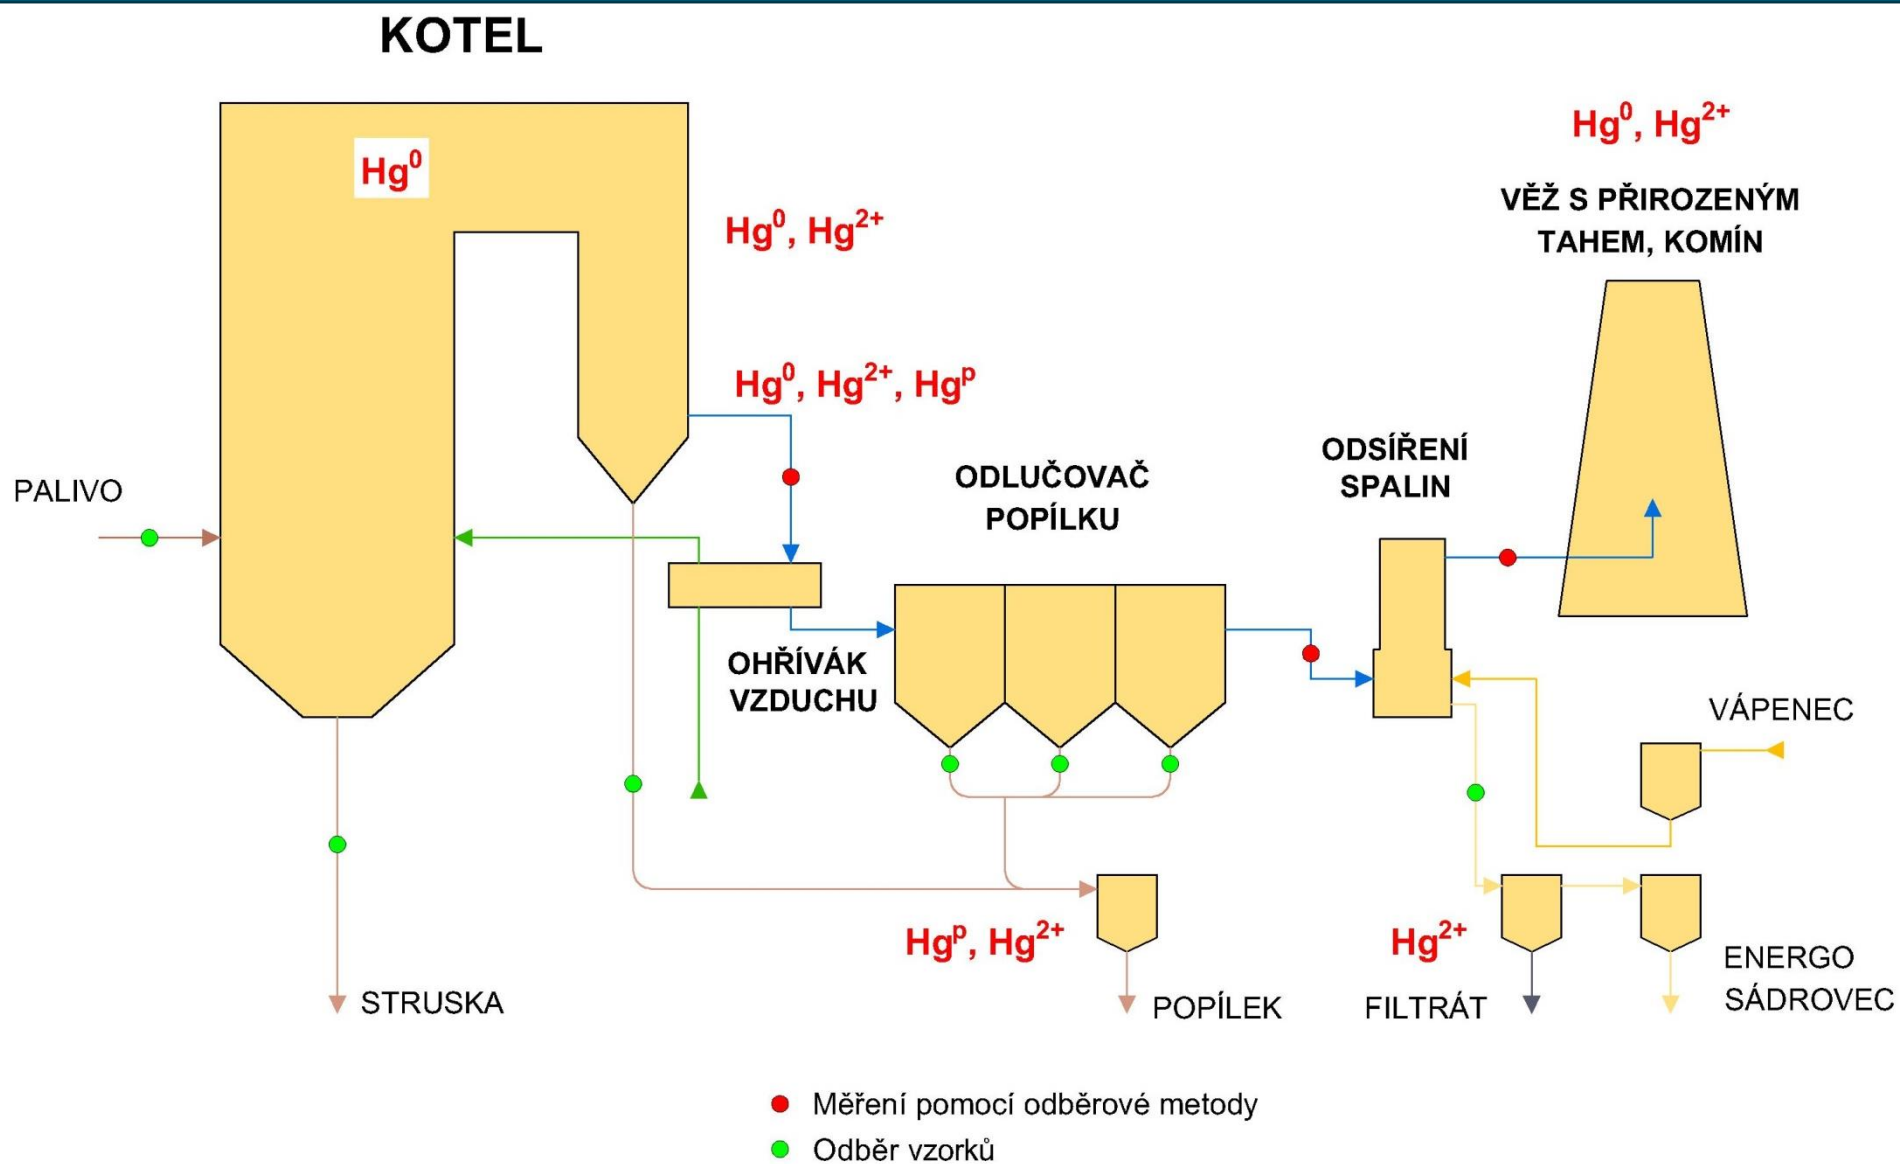 KOTEL
Hg⁰
Hg⁰, Hg²⁺
Hg⁰, Hg²⁺
VĚŽ S PŘIROZENÝM
TAHEM, KOMÍN
Hg⁰, Hg²⁺, Hgᵖ
PALIVO
ODLUČOVAČ
POPÍLKU
ODSÍŘENÍ
SPALIN
OHŘÍVÁK
VZDUCHU
VÁPENEC
Hgᵖ, Hg²⁺
Hg²⁺
STRUSKA
POPÍLEK
FILTRÁT
ENERGO
SÁDROVEC
Měření pomocí odběrové metody
Odběr vzorků